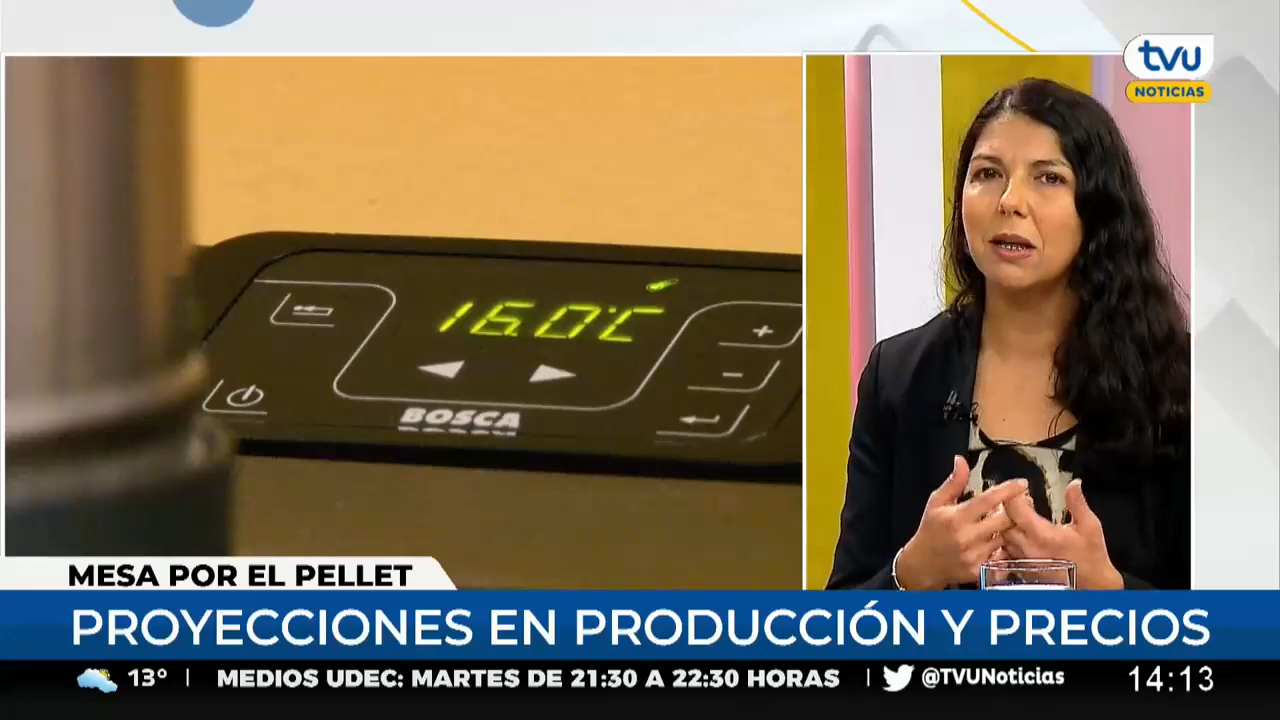 tvu
NOTICIAS
16.0°C
+
-
BOSCA
MESA POR EL PELLET
PROYECCIONES EN PRODUCCIÓN Y PRECIOS
13° | MEDIOS UDEC: MARTES DE 21:30 A 22:30 HORAS | @TVUNoticias 14:13